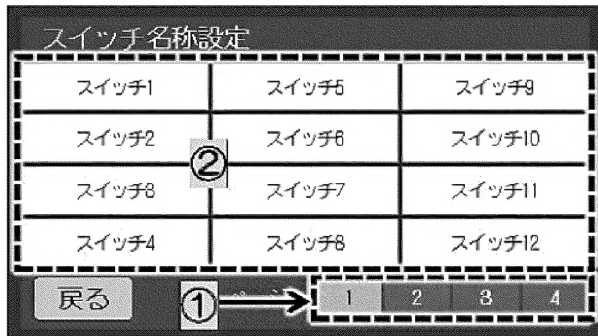 スイッチ名称設定
スイッチ1 スイッチ5 スイッチ9
スイッチ2 スイッチ6 スイッチ10
スイッチ3 スイッチ7 スイッチ11
スイッチ4 スイッチ8 スイッチ12
②
戻る ① 1 2 3 4